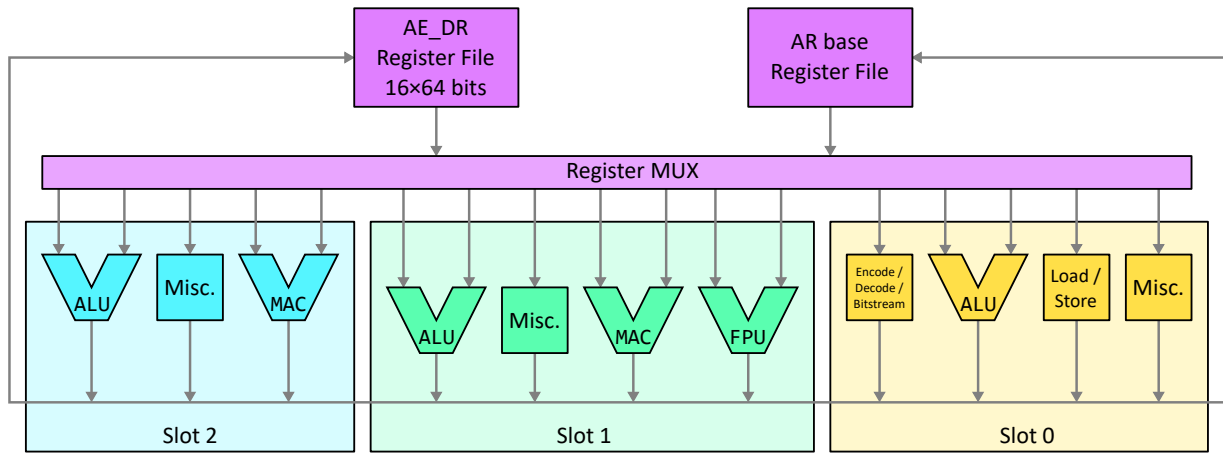 AE_DR
Register File
16×64 bits
AR base
Register File
Register MUX
ALU
Misc.
MAC
Slot 2
ALU
Misc.
MAC
FPU
Slot 1
Encode /
Decode /
Bitstream
ALU
Load /
Store
Misc.
Slot 0